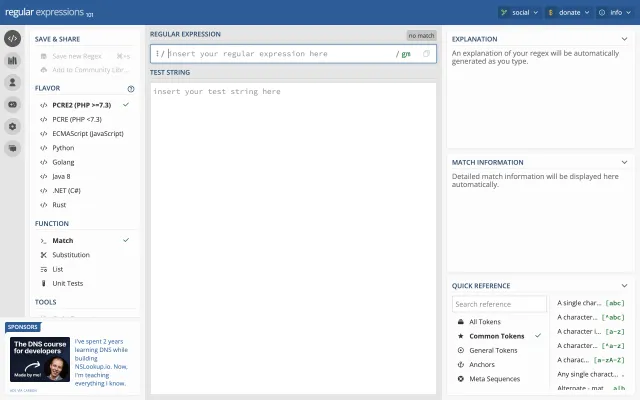 regular expressions 101
social
donate
info
SAVE & SHARE
Save new Regex ⌘+s
Add to Community Libr...
FLAVOR
PCRE2 (PHP >=7.3)
PCRE (PHP <7.3)
ECMAScript (JavaScript)
Python
Golang
Java 8
.NET (C#)
Rust
FUNCTION
Match
Substitution
List
Unit Tests
TOOLS
SPONSORS
The DNS course
for developers
Made by me!
I've spent 2 years
learning DNS while
building
NSLookup.io. Now,
I'm teaching
everything I know.
ADS VIA CARBON
REGULAR EXPRESSION
no match
/ insert your regular expression here / gm
TEST STRING
insert your test string here
EXPLANATION
An explanation of your regex will be automatically
generated as you type.
MATCH INFORMATION
Detailed match information will be displayed here
automatically.
QUICK REFERENCE
Search reference
All Tokens
Common Tokens
General Tokens
Anchors
Meta Sequences
A single char... [abc]
A character... [^abc]
A character i... [a-z]
A character... [^a-z]
A charac... [a-zA-Z]
Any single charact... .
Alternate - mat... a|b